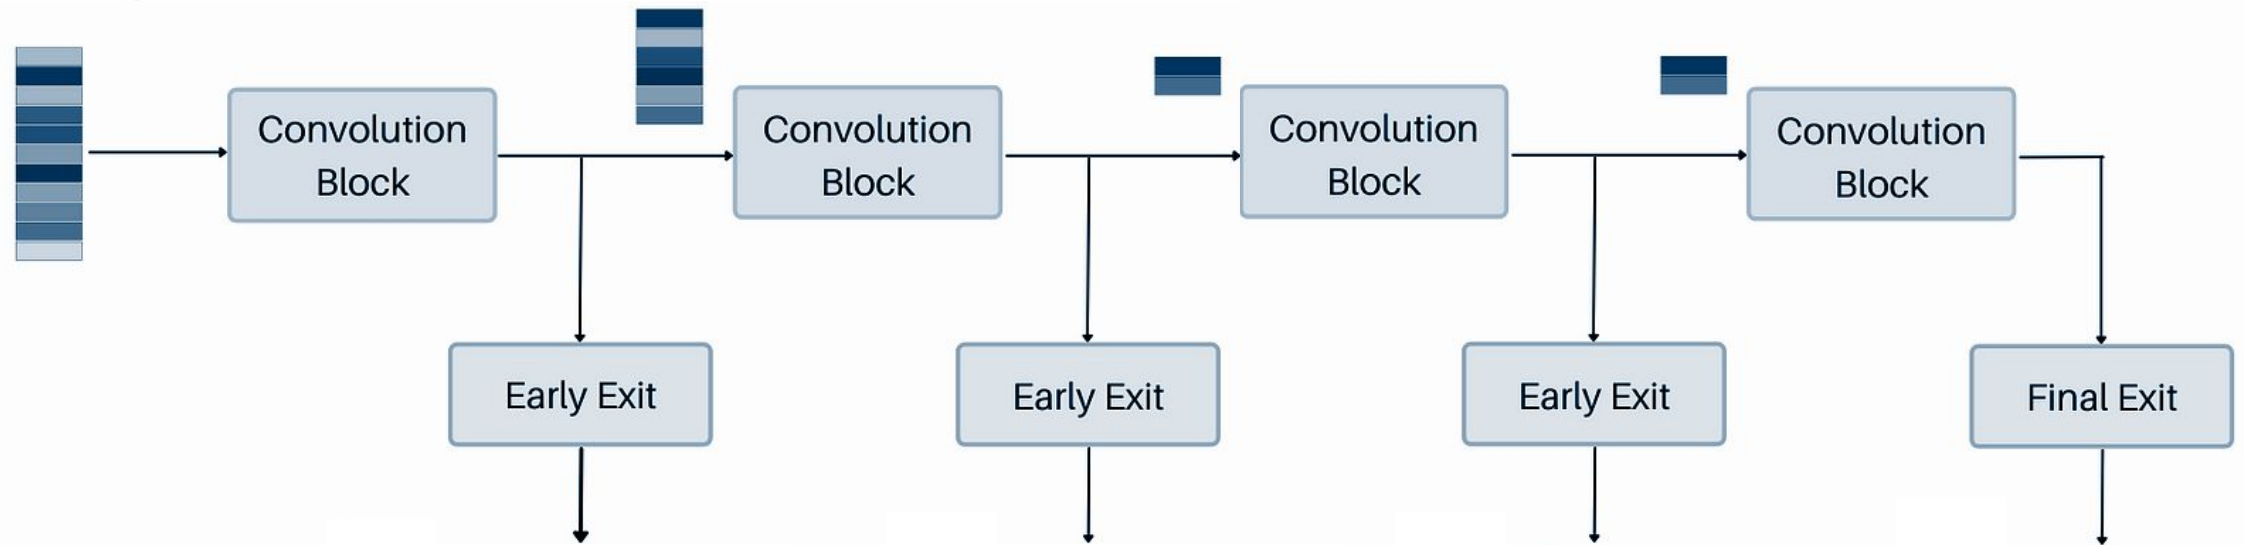 Convolution
Block
Convolution
Block
Convolution
Block
Convolution
Block
Early Exit
Early Exit
Early Exit
Final Exit